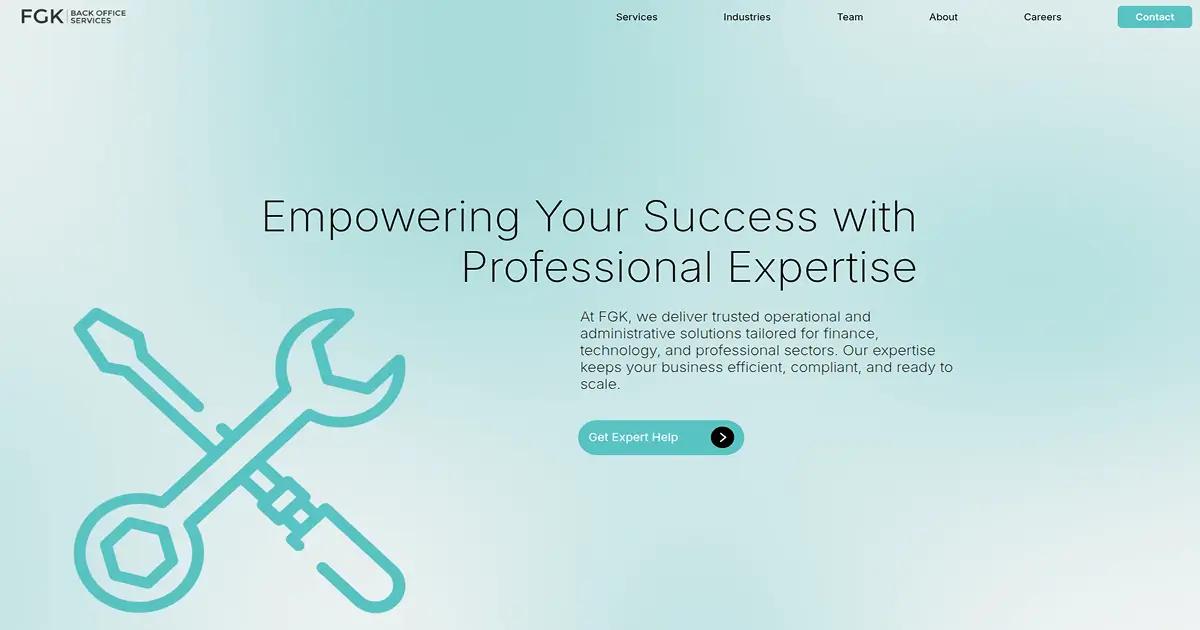 FGK
BACK OFFICE
SERVICES
Services
Industries
Team
About
Careers
Contact
Empowering Your Success with
Professional Expertise
At FGK, we deliver trusted operational and
administrative solutions tailored for finance,
technology, and professional sectors. Our expertise
keeps your business efficient, compliant, and ready to
scale.
Get Expert Help